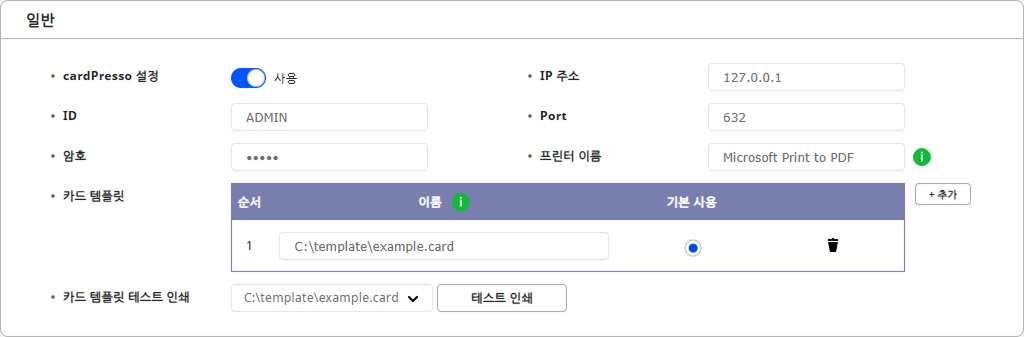 일반
cardPresso 설정 사용 IP 주소 127.0.0.1
ID ADMIN Port 632
암호 ••••• 프린터 이름 Microsoft Print to PDF i
카드 템플릿 순서 이름 i 기본 사용 + 추가
1 C:\template\example.card
카드 템플릿 테스트 인쇄 C:\template\example.card 테스트 인쇄